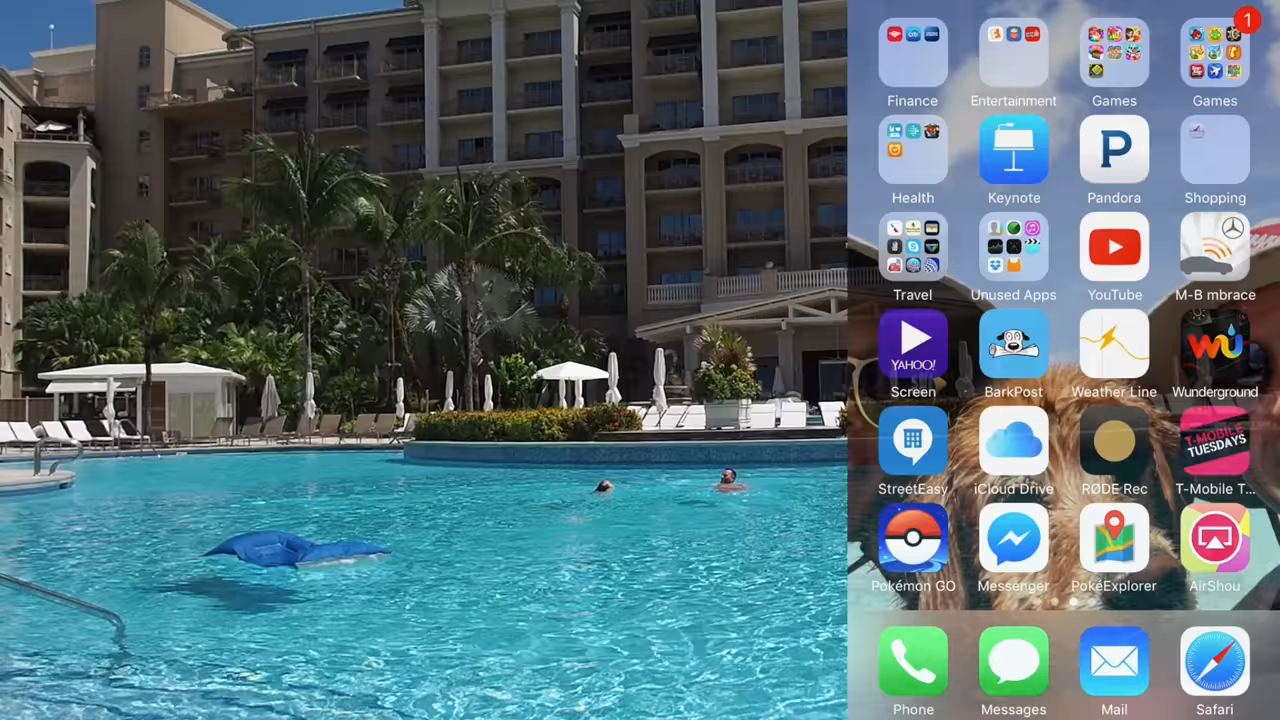 1
Finance
Entertainment
Games
Games
Health
Keynote
P
Pandora
Shopping
Travel
Unused Apps
YouTube
M-B mbrace
YAHOO!
Screen
BarkPost
Weather Line
WU
Wunderground
StreetEasy
iCloud Drive
RØDE Rec
T-MOBILE
TUESDAYS
T-Mobile T...
Pokémon GO
Messenger
PokéExplorer
AirShou
Phone
Messages
Mail
Safari